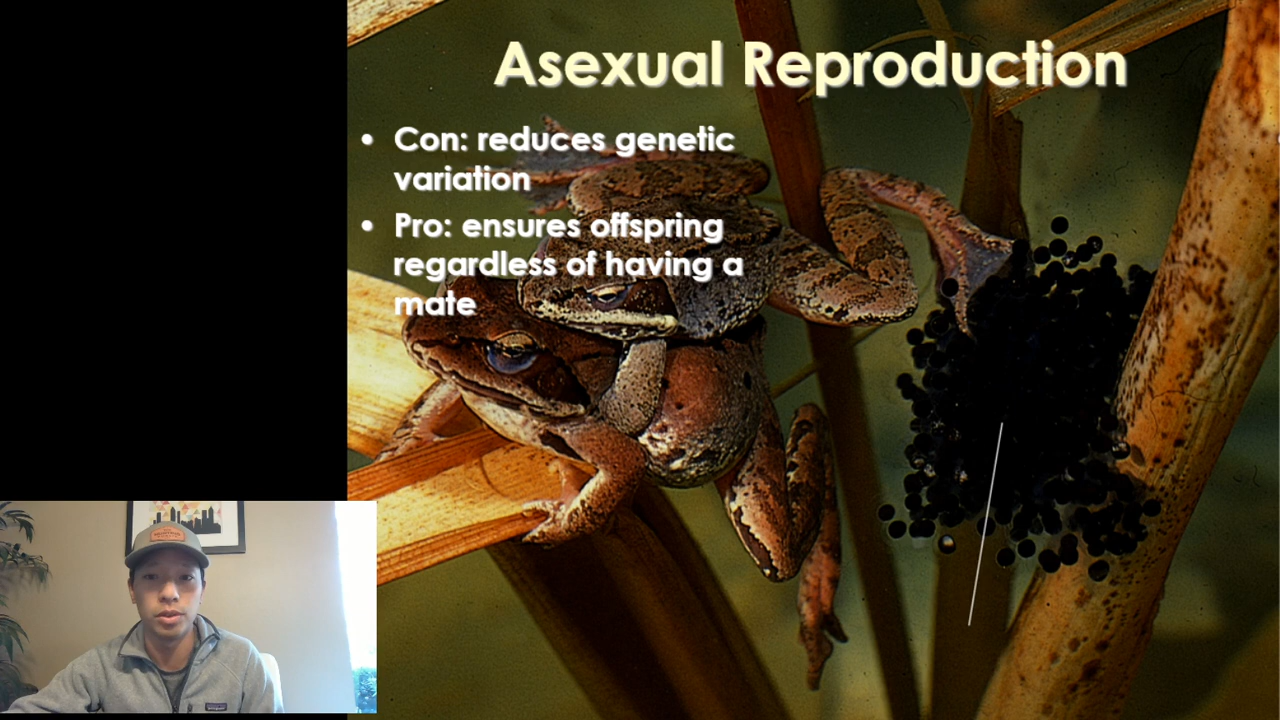 Asexual Reproduction
• Con: reduces genetic
variation
• Pro: ensures offspring
regardless of having a
mate